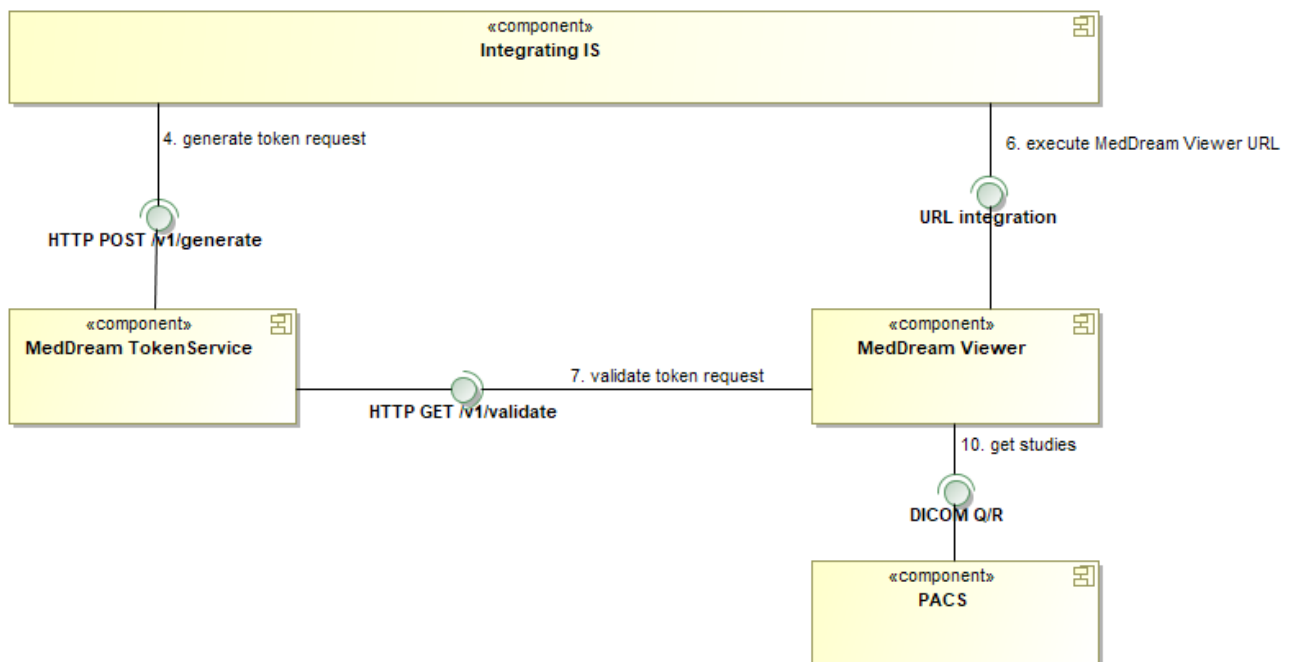 «component»
Integrating IS
4. generate token request
6. execute MedDream Viewer URL
URL integration
HTTP POST /v1/generate
«component»
MedDream TokenService
«component»
MedDream Viewer
7. validate token request
HTTP GET /v1/validate
10. get studies
DICOM Q/R
«component»
PACS